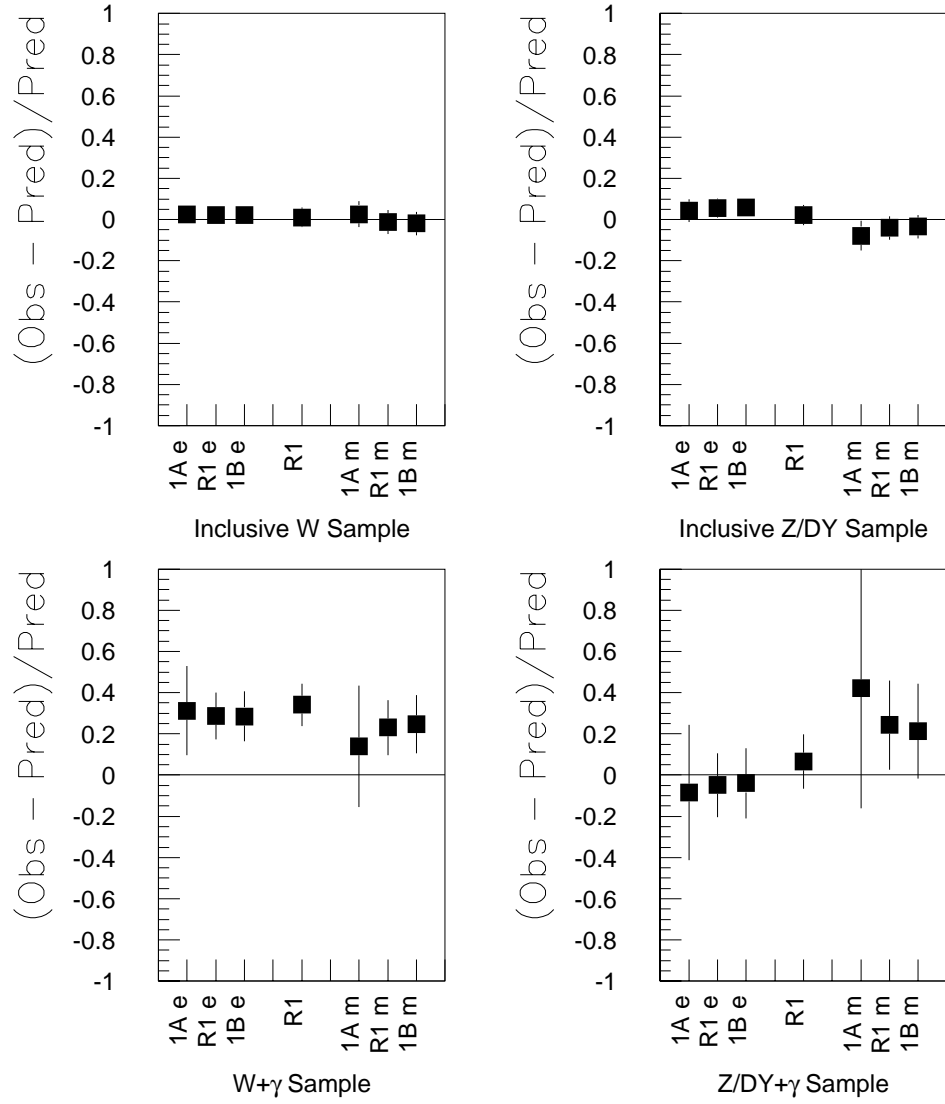 (Obs − Pred)/Pred
1
0.8
0.6
0.4
0.2
0
-0.2
-0.4
-0.6
-0.8
-1
1A e
R1 e
1B e
R1
1A m
R1 m
1B m
Inclusive W Sample
(Obs − Pred)/Pred
1
0.8
0.6
0.4
0.2
0
-0.2
-0.4
-0.6
-0.8
-1
1A e
R1 e
1B e
R1
1A m
R1 m
1B m
Inclusive Z/DY Sample
(Obs − Pred)/Pred
1
0.8
0.6
0.4
0.2
0
-0.2
-0.4
-0.6
-0.8
-1
1A e
R1 e
1B e
R1
1A m
R1 m
1B m
W+γ Sample
(Obs − Pred)/Pred
1
0.8
0.6
0.4
0.2
0
-0.2
-0.4
-0.6
-0.8
-1
1A e
R1 e
1B e
R1
1A m
R1 m
1B m
Z/DY+γ Sample